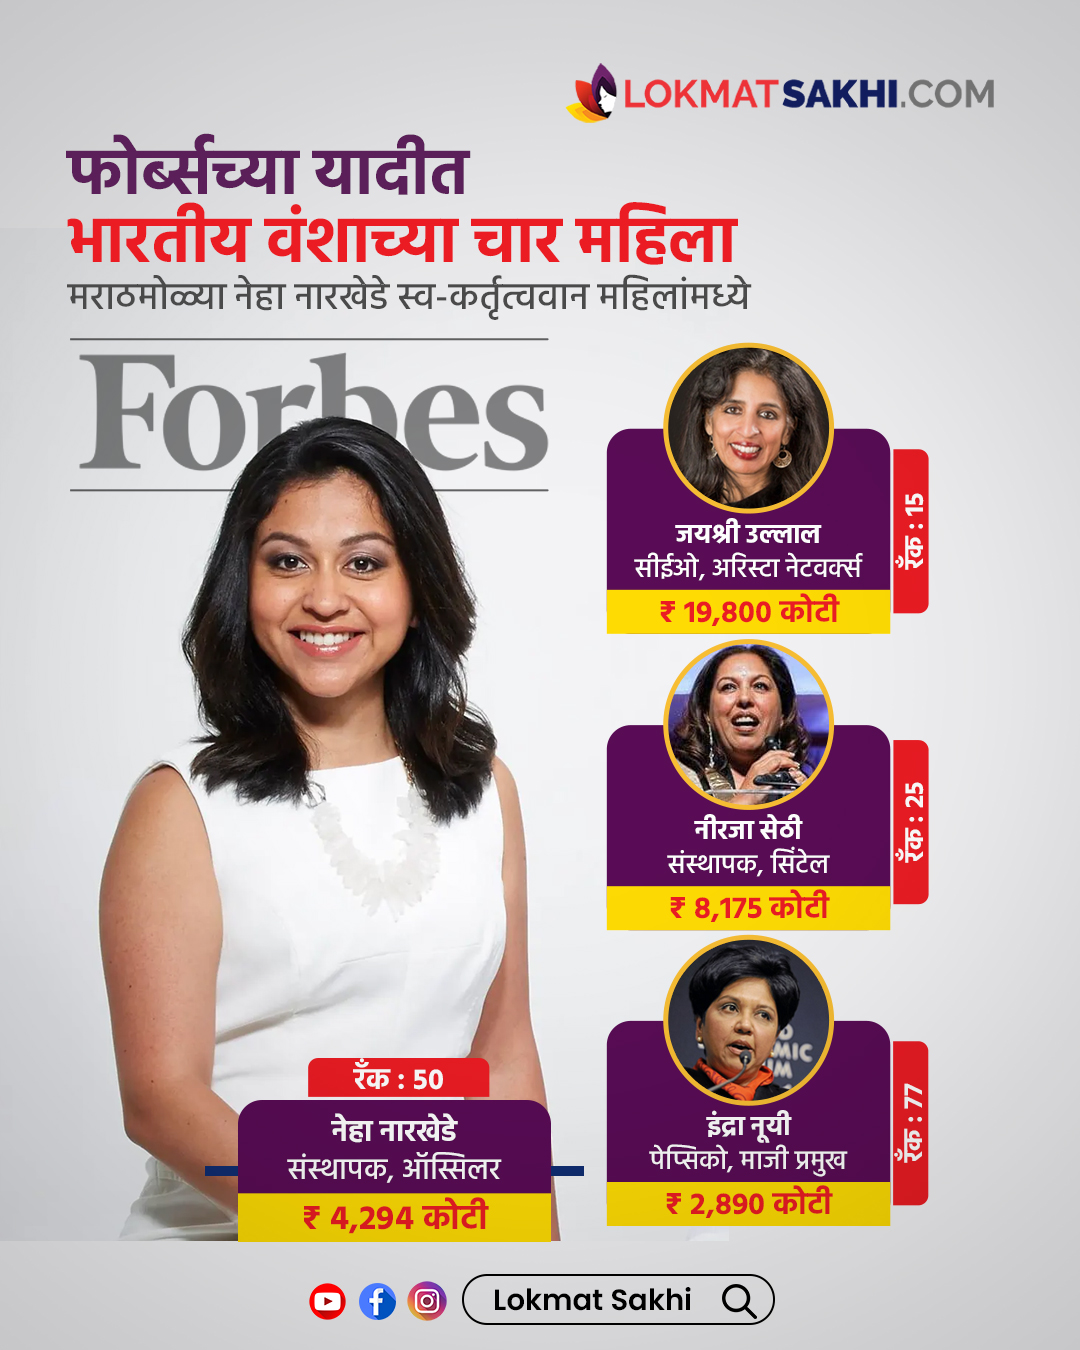 LOKMATSAKHI.COM
फोर्ब्सच्या यादीत
भारतीय वंशाच्या चार महिला
मराठमोळ्या नेहा नारखेडे स्व-कर्तृत्ववान महिलांमध्ये
Forbes
जयश्री उल्लाल
सीईओ, अरिस्टा नेटवर्क्स
₹ 19,800 कोटी
रँक : 15
नीरजा सेठी
संस्थापक, सिंटेल
₹ 8,175 कोटी
रँक : 25
इंद्रा नूयी
पेप्सिको, माजी प्रमुख
₹ 2,890 कोटी
रँक : 77
रँक : 50
नेहा नारखेडे
संस्थापक, ऑस्सिलर
₹ 4,294 कोटी
Lokmat Sakhi